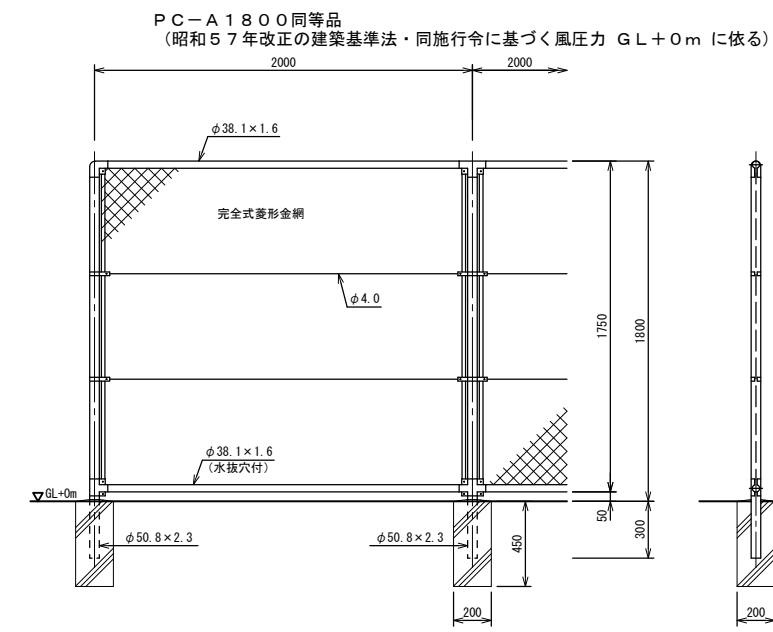 PC-A1800同等品
(昭和57年改正の建築基準法・同施行令に基づく風圧力 GL+0m に依る)
2000
2000
φ38.1×1.6
完全式菱形金網
φ4.0
1750
1800
φ38.1×1.6
(水抜穴付)
GL+0m
φ50.8×2.3
φ50.8×2.3
450
50
300
200
200